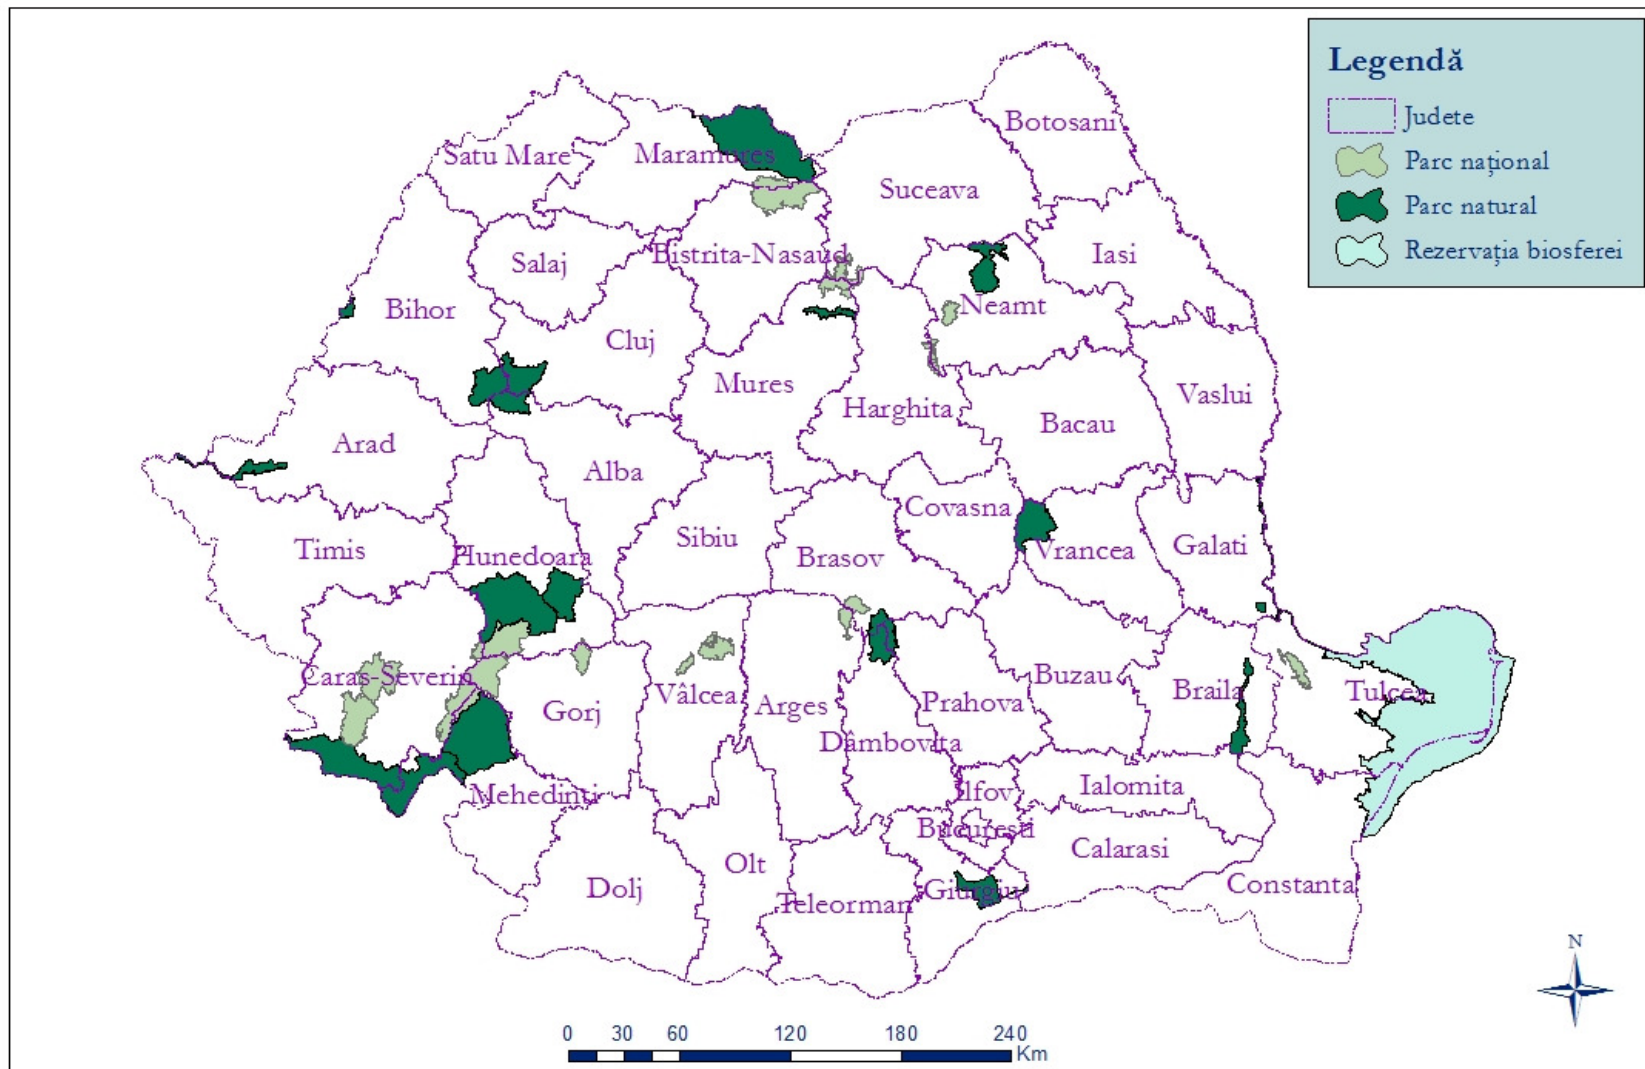 Legendă
Judete
Parc național
Parc natural
Rezervația biosferei
Botosani
Satu Mare
Maramures
Suceava
Bistrita-Nasaud
Salaj
Iasi
Bihor
Neamt
Cluj
Mures
Vaslui
Harghita
Bacau
Arad
Alba
Covasna
Timis
Sibiu
Hunedoara
Brasov
Vrancea
Galati
Caras-Severin
Gorj
Vâlcea
Arges
Prahova
Buzau
Braila
Tulcea
Dâmbovita
Mehedinti
Ilfov
Ialomita
Bucuresti
Calarasi
Olt
Dolj
Teleorman
Giurgiu
Constanta
N
0 30 60 120 180 240
Km